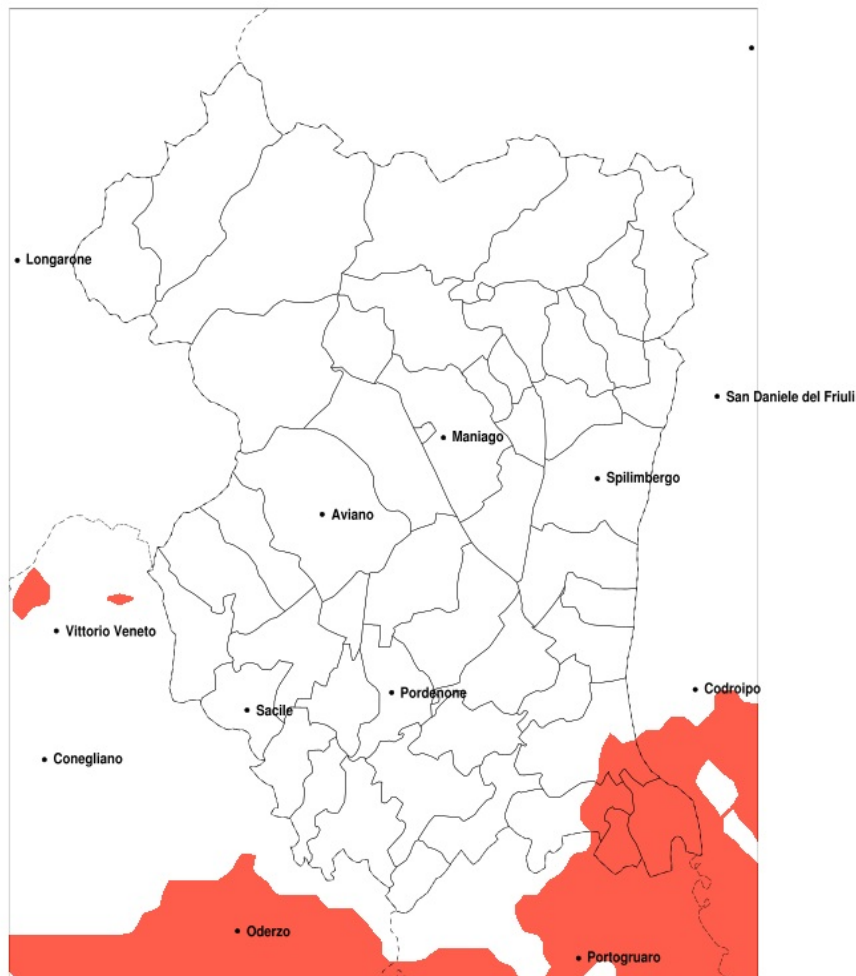 Longarone
San Daniele del Friuli
Maniago
Spilimbergo
Aviano
Vittorio Veneto
Codroipo
Pordenone
Sacile
Conegliano
Oderzo
Portogruaro